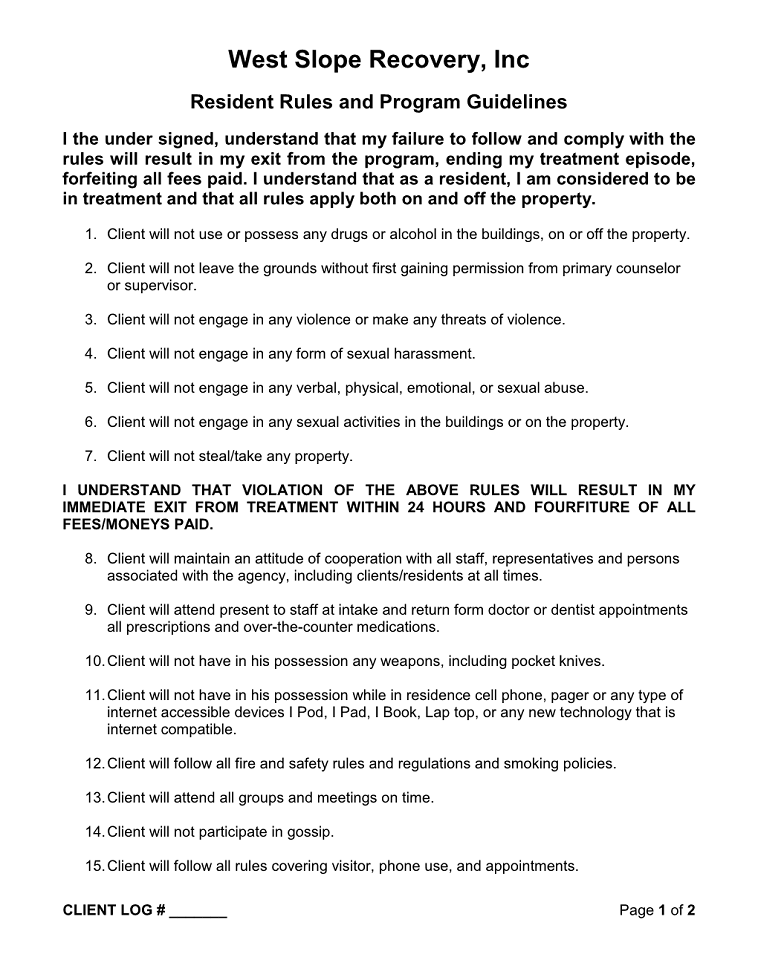 West Slope Recovery, Inc
Resident Rules and Program Guidelines
I the under signed, understand that my failure to follow and comply with the
rules will result in my exit from the program, ending my treatment episode,
forfeiting all fees paid. I understand that as a resident, I am considered to be
in treatment and that all rules apply both on and off the property.
1. Client will not use or possess any drugs or alcohol in the buildings, on or off the property.
2. Client will not leave the grounds without first gaining permission from primary counselor
or supervisor.
3. Client will not engage in any violence or make any threats of violence.
4. Client will not engage in any form of sexual harassment.
5. Client will not engage in any verbal, physical, emotional, or sexual abuse.
6. Client will not engage in any sexual activities in the buildings or on the property.
7. Client will not steal/take any property.
I UNDERSTAND THAT VIOLATION OF THE ABOVE RULES WILL RESULT IN MY
IMMEDIATE EXIT FROM TREATMENT WITHIN 24 HOURS AND FOURFITURE OF ALL
FEES/MONEYS PAID.
8. Client will maintain an attitude of cooperation with all staff, representatives and persons
associated with the agency, including clients/residents at all times.
9. Client will attend present to staff at intake and return form doctor or dentist appointments
all prescriptions and over-the-counter medications.
10. Client will not have in his possession any weapons, including pocket knives.
11. Client will not have in his possession while in residence cell phone, pager or any type of
internet accessible devices I Pod, I Pad, I Book, Lap top, or any new technology that is
internet compatible.
12. Client will follow all fire and safety rules and regulations and smoking policies.
13. Client will attend all groups and meetings on time.
14. Client will not participate in gossip.
15. Client will follow all rules covering visitor, phone use, and appointments.
CLIENT LOG # _______ Page 1 of 2